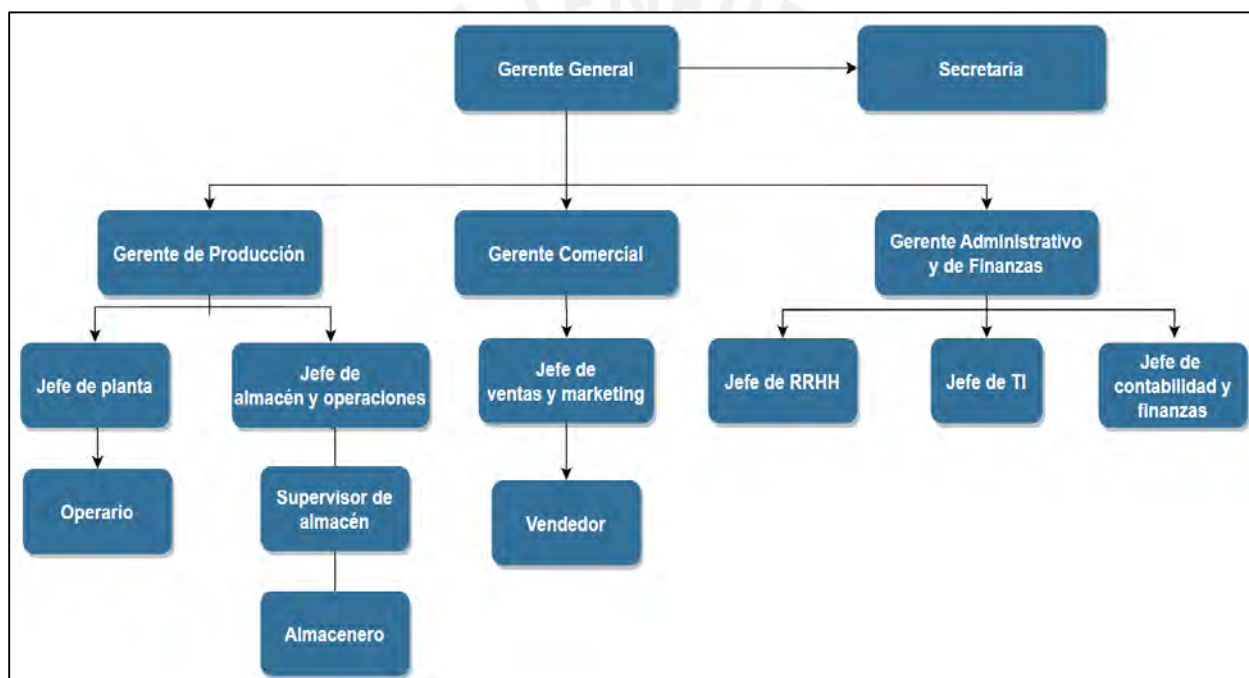 Gerente General
Secretaria
Gerente de Producción
Gerente Comercial
Gerente Administrativo
y de Finanzas
Jefe de planta
Jefe de
almacén y operaciones
Jefe de
ventas y marketing
Jefe de RRHH
Jefe de TI
Jefe de
contabilidad y
finanzas
Operario
Supervisor de
almacén
Vendedor
Almacenero